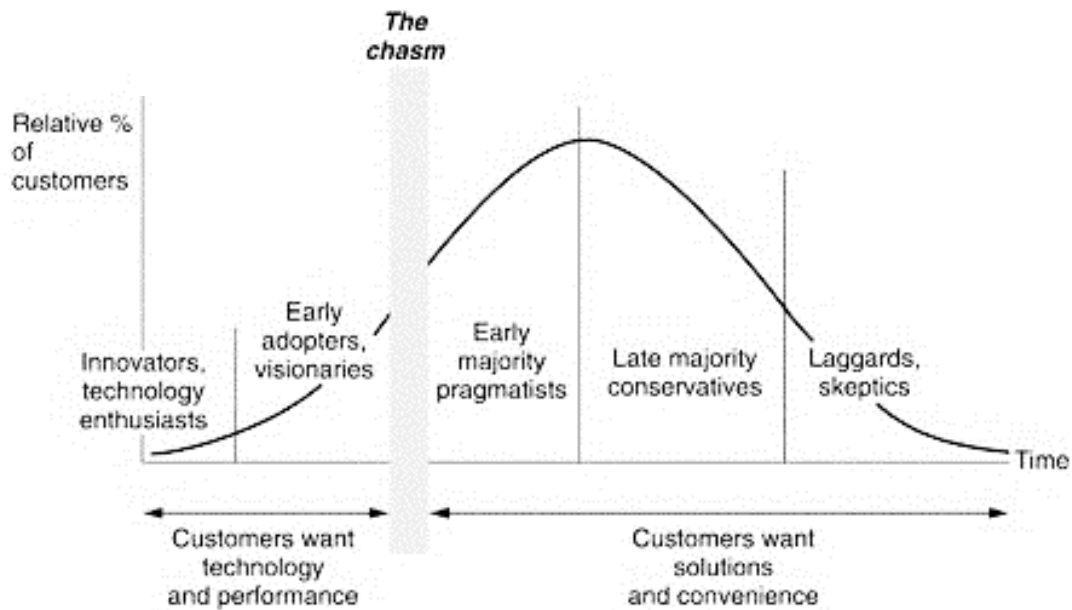 The
chasm
Relative %
of
customers
Innovators,
technology
enthusiasts
Early
adopters,
visionaries
Early
majority
pragmatists
Late majority
conservatives
Laggards,
skeptics
Time
Customers want
technology
and performance
Customers want
solutions
and convenience